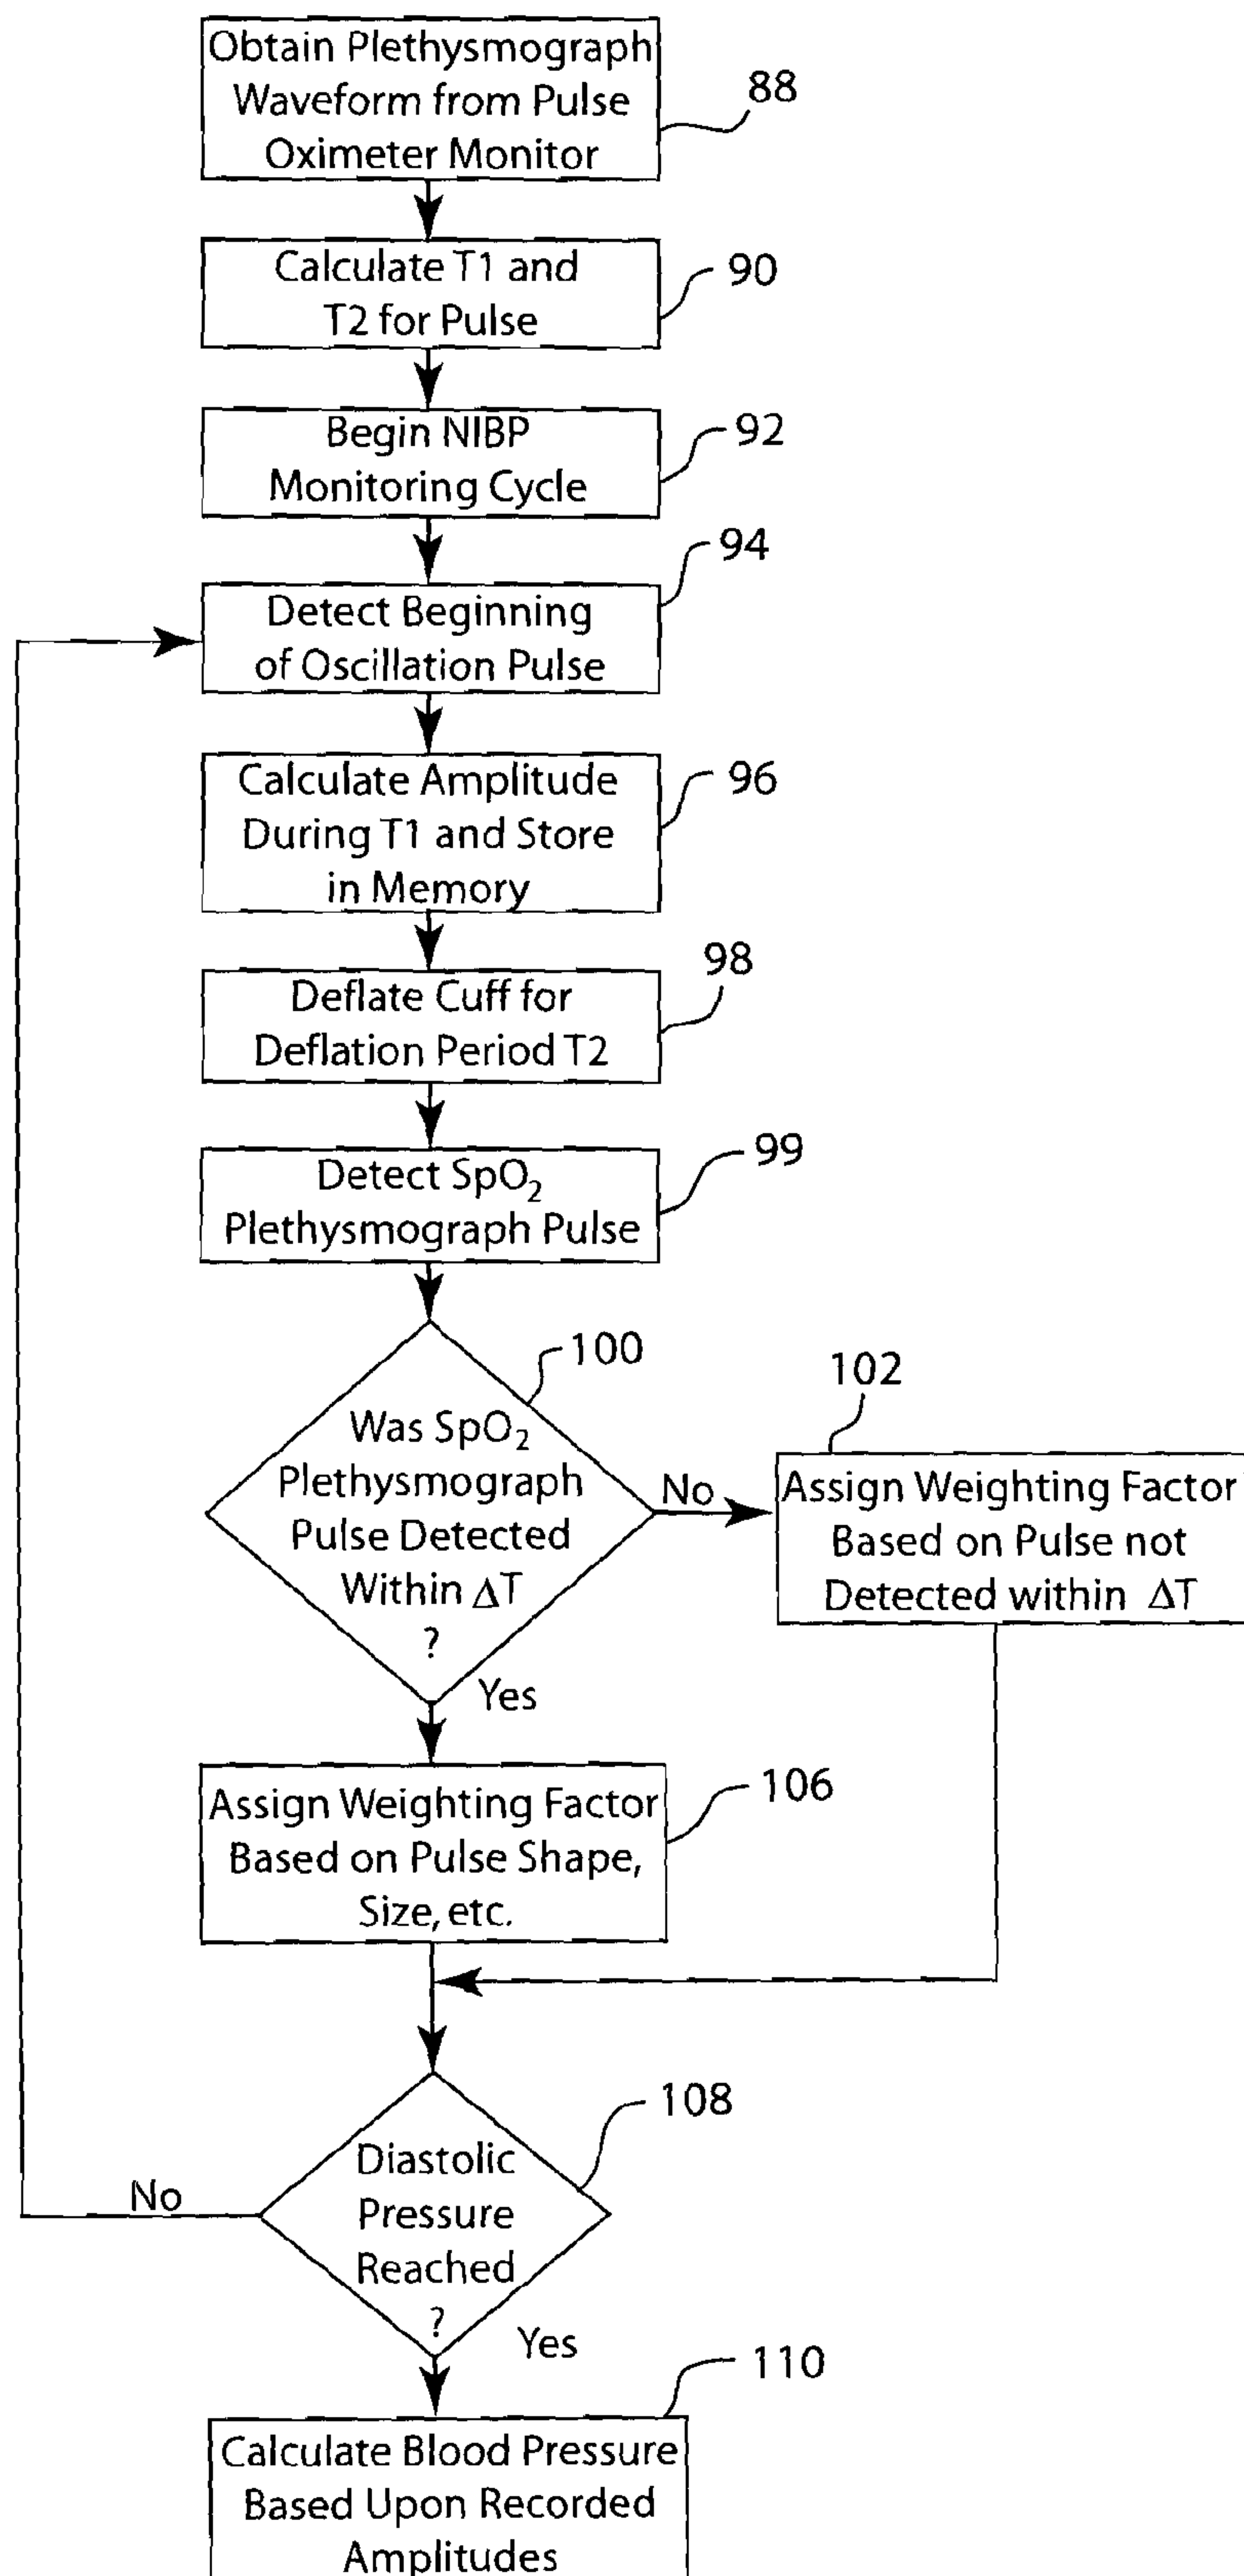 Obtain Plethysmograph
Waveform from Pulse
Oximeter Monitor
88
Calculate T1 and
T2 for Pulse
90
Begin NIBP
Monitoring Cycle
92
94
Detect Beginning
of Oscillation Pulse
Calculate Amplitude
During T1 and Store
in Memory
96
98
Deflate Cuff for
Deflation Period T2
99
Detect SpO₂
Plethysmograph Pulse
100
Was SpO₂
Plethysmograph
Pulse Detected
Within ΔT
?
No
102
Assign Weighting Factor
Based on Pulse not
Detected within ΔT
Yes
Assign Weighting Factor
Based on Pulse Shape,
Size, etc.
106
108
Diastolic
Pressure
Reached
?
No
Yes
110
Calculate Blood Pressure
Based Upon Recorded
Amplitudes